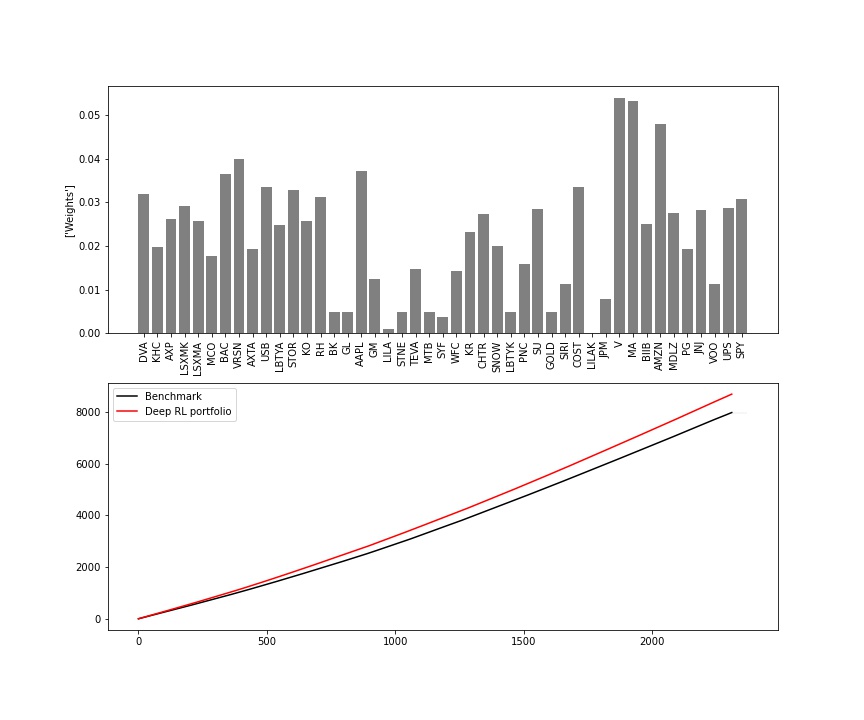 ['Weights']
0.05
0.04
0.03
0.02
0.01
0.00
DVA KHC AXP LSXMK LSXMA MCO BAC VRSN AXTA USB LBTYA STOR KO RH BK GL AAPL GM LILA STNE TEVA MTB SYF WFC KR CHTR SNOW LBTYK PNC SU GOLD SIRI COST LILAK JPM V MA BIIB AMZN MDLZ PG JNJ VOO UPS SPY
Benchmark
Deep RL portfolio
8000
6000
4000
2000
0
0 500 1000 1500 2000